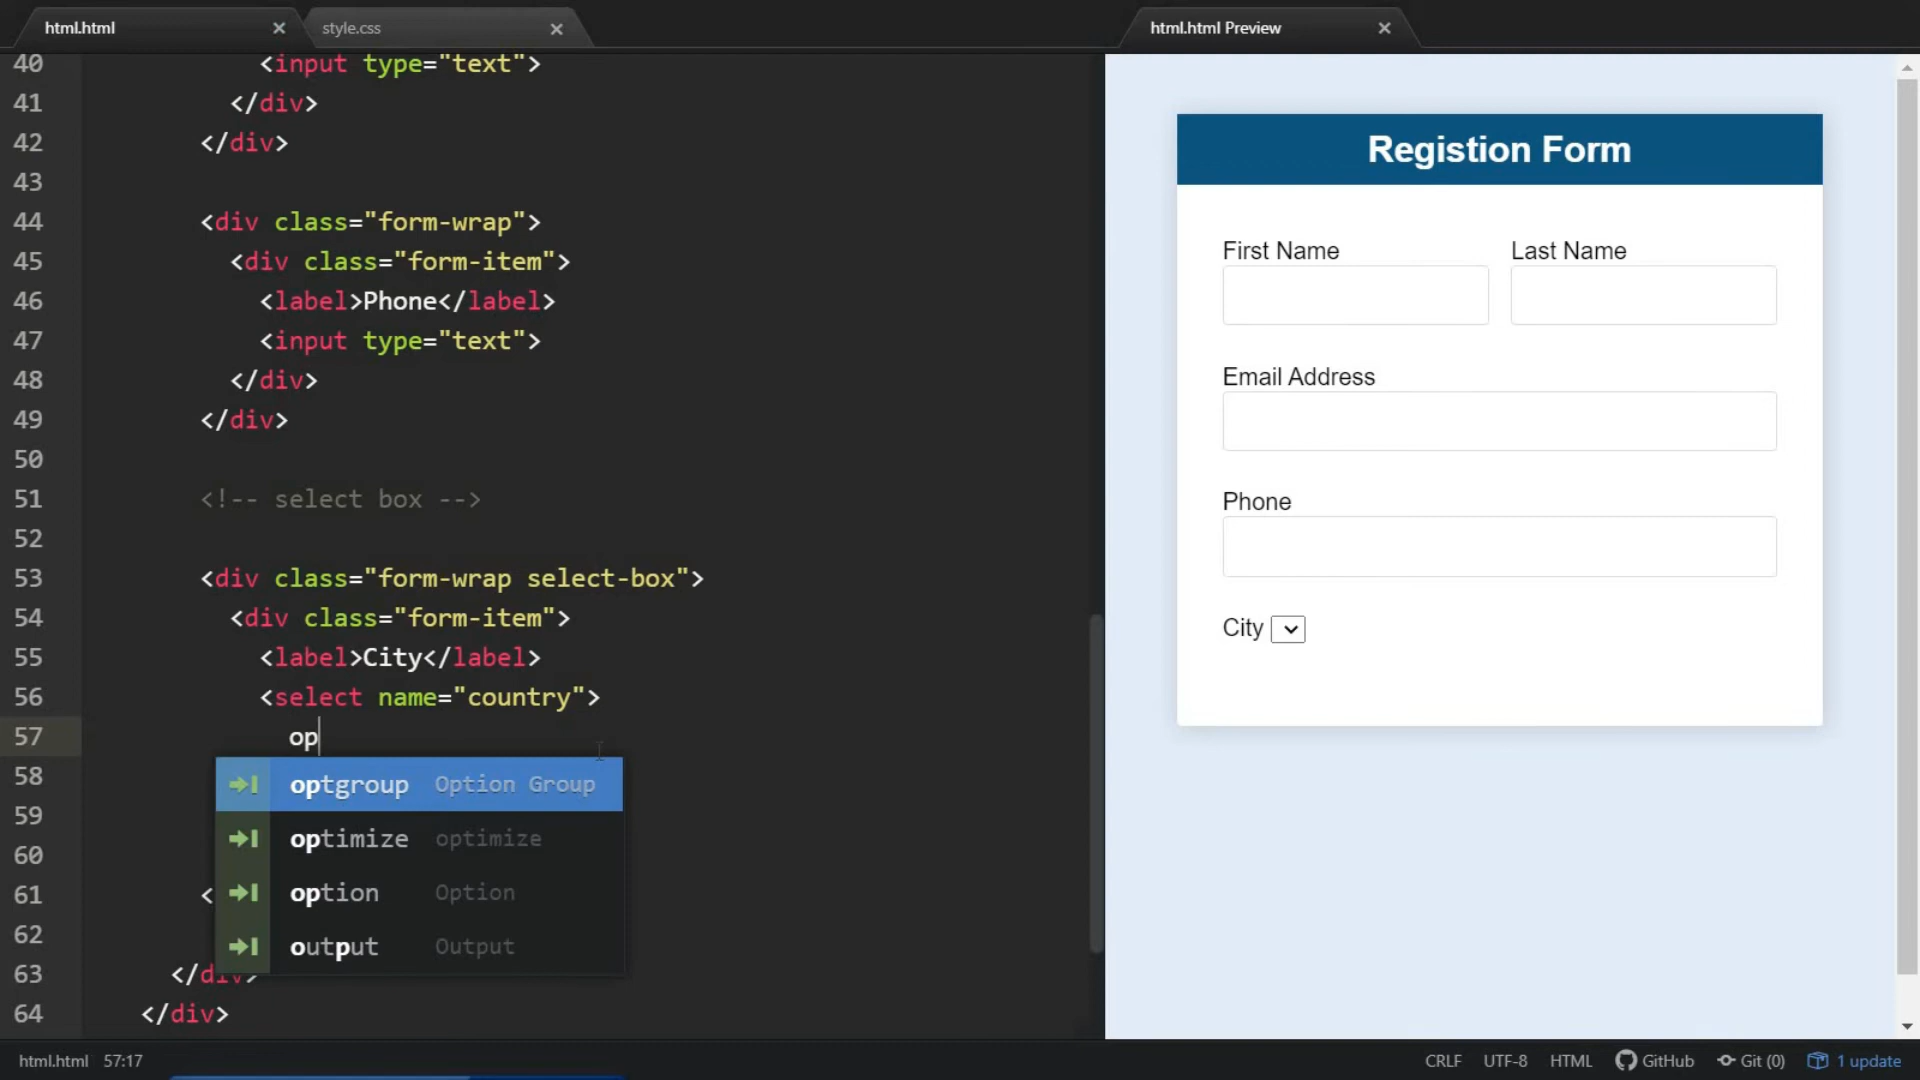 html.html
style.css
html.html Preview
40 <input type="text">
41 </div>
42 </div>
43
44 <div class="form-wrap">
45 <div class="form-item">
46 <label>Phone</label>
47 <input type="text">
48 </div>
49 </div>
50
51 <!-- select box -->
52
53 <div class="form-wrap select-box">
54 <div class="form-item">
55 <label>City</label>
56 <select name="country">
57 op
58 optgroup Option Group
59 optimize optimize
60 option Option
61 <
62 output Output
63 </div>
64 </div>
Registion Form
First Name Last Name
Email Address
Phone
City
html.html 57:17
CRLF UTF-8 HTML GitHub Git (0) 1 update